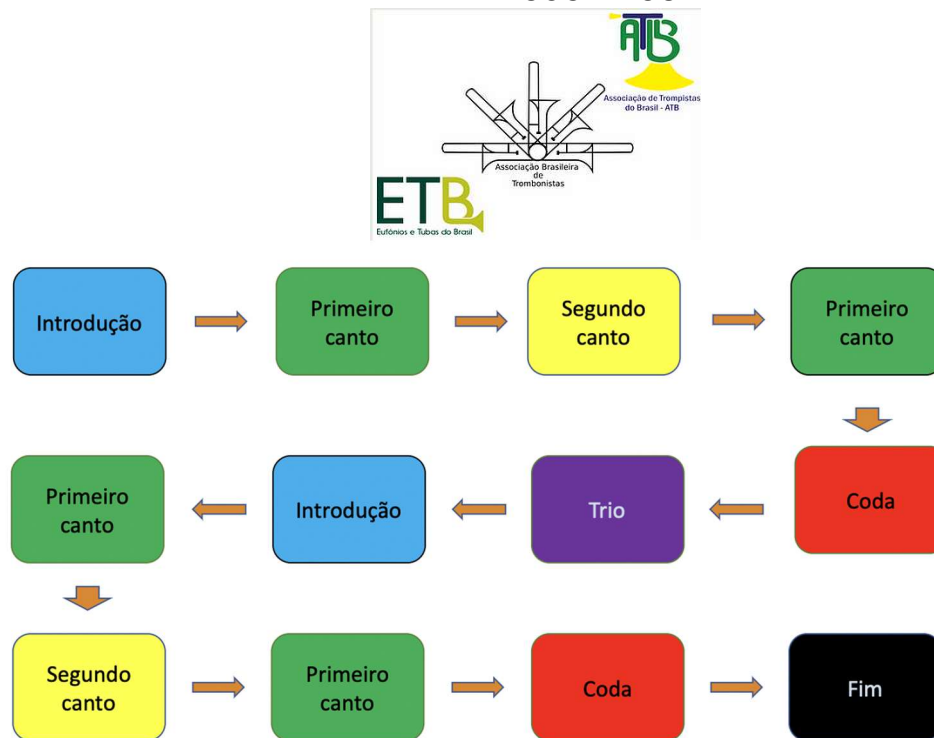 ATB
Associação de Trompistas
do Brasil - ATB
Associação Brasileira
de
Trombonistas
ETB
Eufônios e Tubas do Brasil
Introdução
Primeiro
canto
Segundo
canto
Primeiro
canto
Coda
Trio
Introdução
Primeiro
canto
Segundo
canto
Primeiro
canto
Coda
Fim